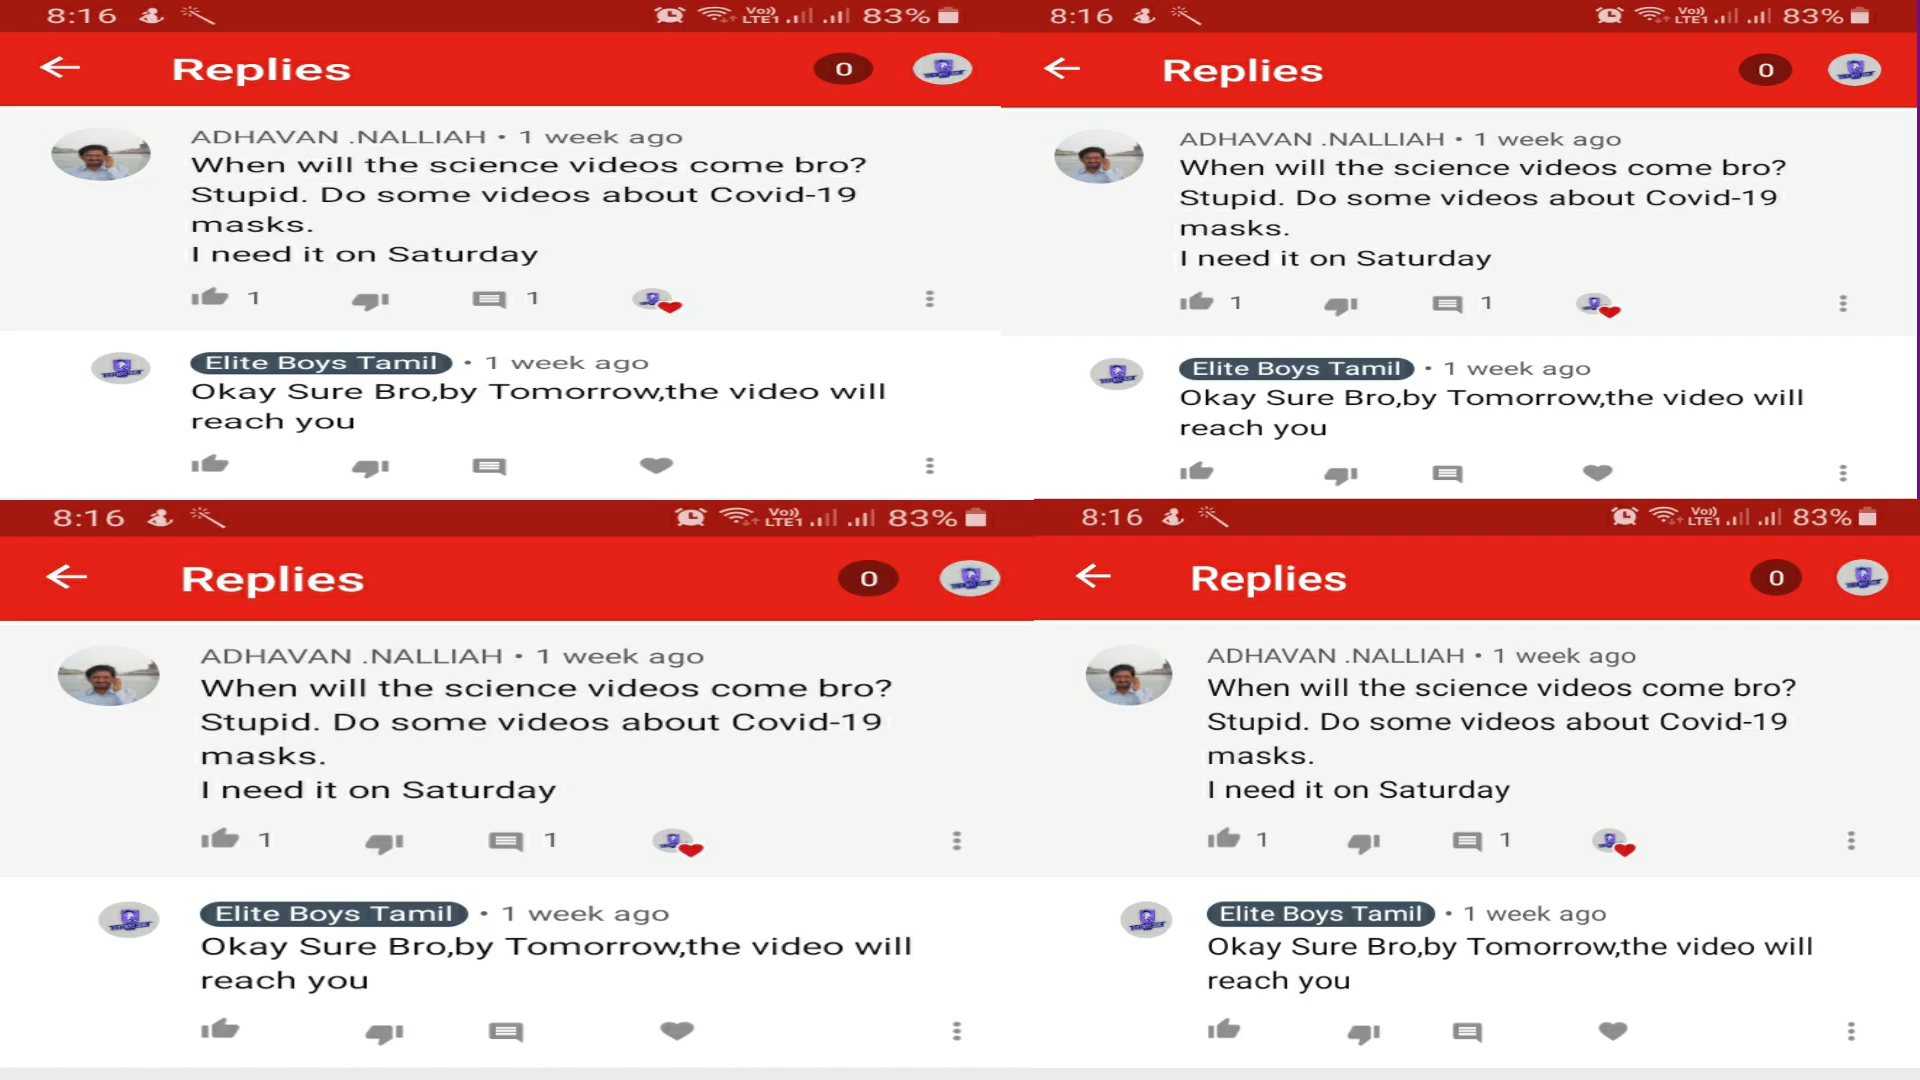 8:16 Vo)) LTE1 83%
Replies 0
ADHAVAN .NALLIAH • 1 week ago
When will the science videos come bro?
Stupid. Do some videos about Covid-19
masks.
I need it on Saturday
1 1
Elite Boys Tamil • 1 week ago
Okay Sure Bro,by Tomorrow,the video will
reach you
8:16 Vo)) LTE1 83%
Replies 0
ADHAVAN .NALLIAH • 1 week ago
When will the science videos come bro?
Stupid. Do some videos about Covid-19
masks.
I need it on Saturday
1 1
Elite Boys Tamil • 1 week ago
Okay Sure Bro,by Tomorrow,the video will
reach you
8:16 Vo)) LTE1 83%
Replies 0
ADHAVAN .NALLIAH • 1 week ago
When will the science videos come bro?
Stupid. Do some videos about Covid-19
masks.
I need it on Saturday
1 1
Elite Boys Tamil • 1 week ago
Okay Sure Bro,by Tomorrow,the video will
reach you
8:16 Vo)) LTE1 83%
Replies 0
ADHAVAN .NALLIAH • 1 week ago
When will the science videos come bro?
Stupid. Do some videos about Covid-19
masks.
I need it on Saturday
1 1
Elite Boys Tamil • 1 week ago
Okay Sure Bro,by Tomorrow,the video will
reach you